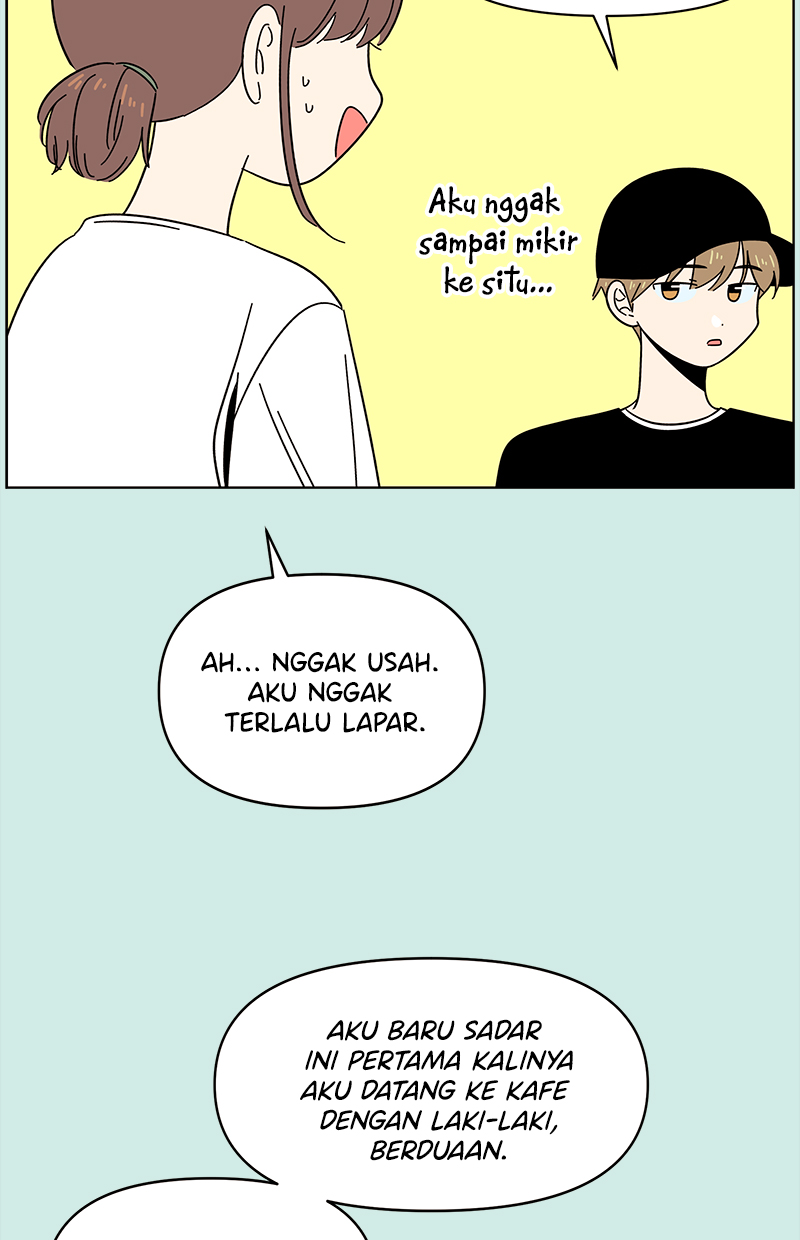 Aku nggak
sampai mikir
ke situ...
AH... NGGAK USAH.
AKU NGGAK
TERLALU LAPAR.
AKU BARU SADAR
INI PERTAMA KALINYA
AKU DATANG KE KAFE
DENGAN LAKI-LAKI,
BERDUAAN.